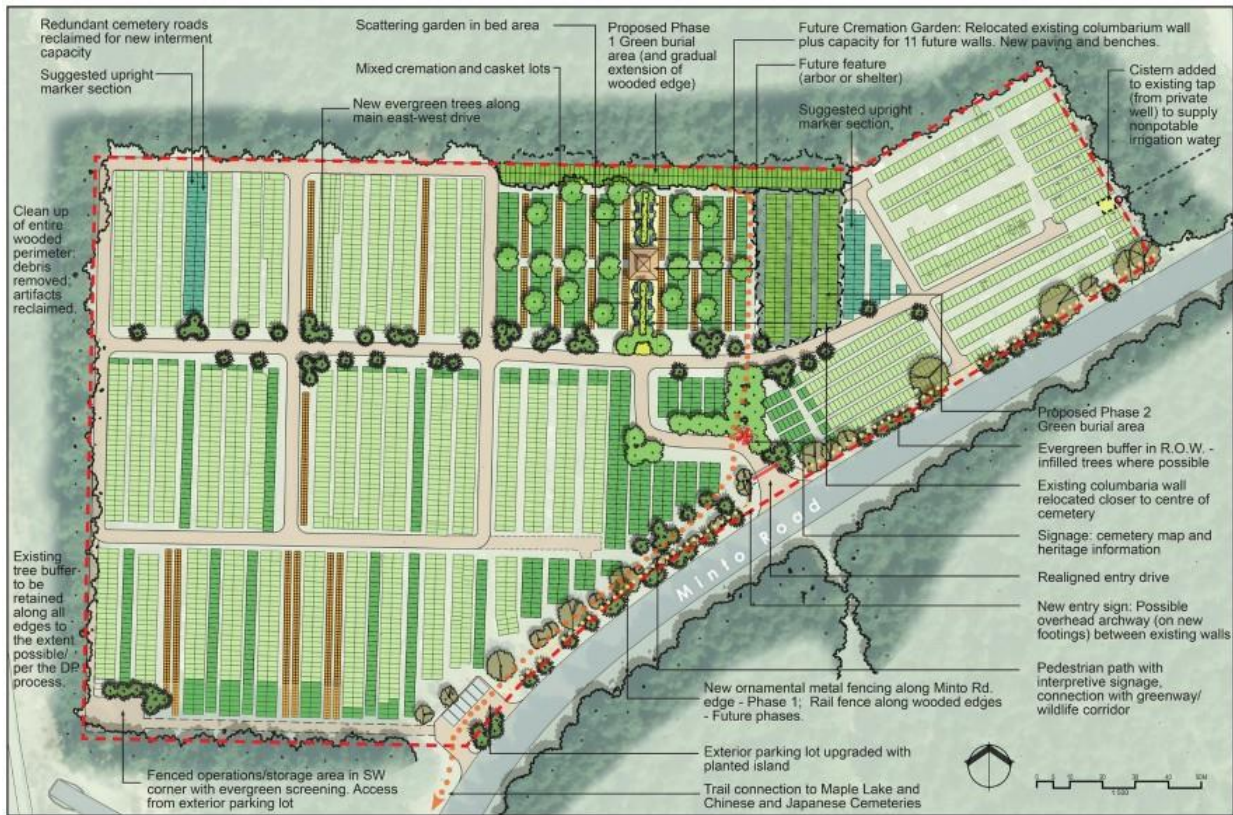 Redundant cemetery roads
reclaimed for new interment
capacity
Suggested upright
marker section
Scattering garden in bed area
Mixed cremation and casket lots
New evergreen trees along
main east-west drive
Proposed Phase
1 Green burial
area (and gradual
extension of
wooded edge)
Future Cremation Garden: Relocated existing columbarium wall
plus capacity for 11 future walls. New paving and benches.
Future feature
(arbor or shelter)
Suggested upright
marker section
Cistern added
to existing tap
(from private
well) to supply
nonpotable
irrigation water
Clean up
of entire
wooded
perimeter:
debris
removed,
artifacts
reclaimed.
Existing
tree buffer
to be
retained
along all
edges to
the extent
possible/
per the DP
process.
Minto Road
Proposed Phase 2
Green burial area
Evergreen buffer in R.O.W. -
infilled trees where possible
Existing columbaria wall
relocated closer to centre of
cemetery
Signage: cemetery map and
heritage information
Realigned entry drive
New entry sign: Possible
overhead archway (on new
footings) between existing walls
Pedestrian path with
interpretive signage,
connection with greenway/
wildlife corridor
New ornamental metal fencing along Minto Rd.
edge - Phase 1; Rail fence along wooded edges
- Future phases.
Exterior parking lot upgraded with
planted island
Trail connection to Maple Lake and
Chinese and Japanese Cemeteries
Fenced operations/storage area in SW
corner with evergreen screening. Access
from exterior parking lot
0 5 10 20 30 40 50M
1:500